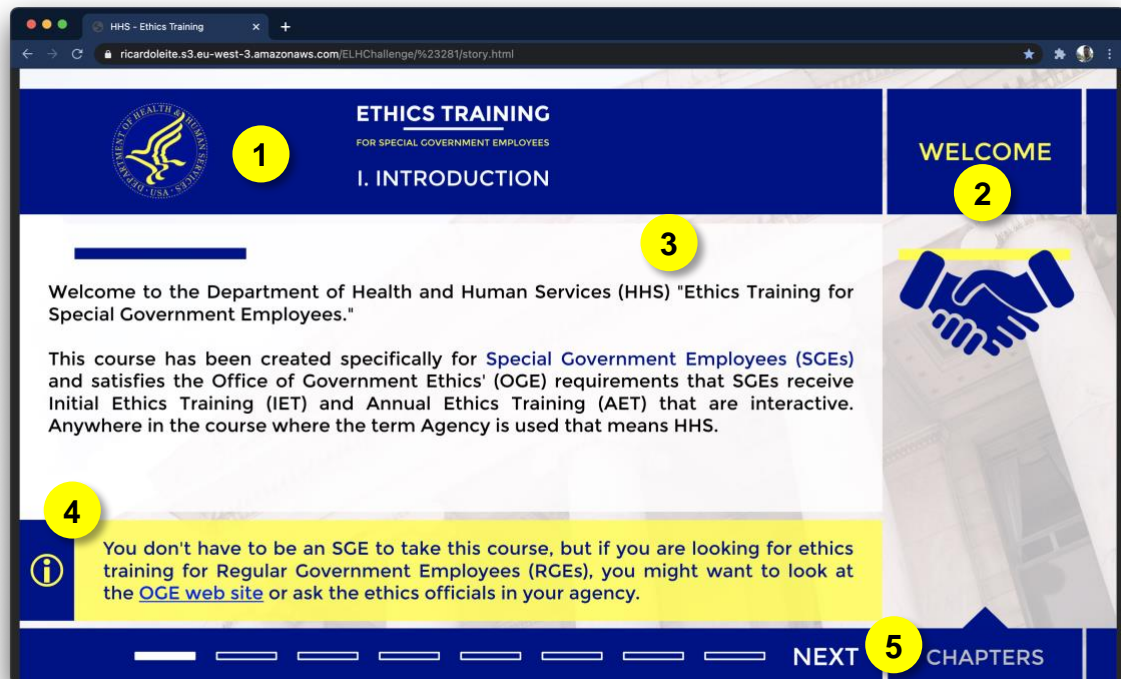 HHS - Ethics Training
ricardoleite.s3.eu-west-3.amazonaws.com/ELHChallenge/%23281/story.html
DEPARTMENT OF HEALTH & HUMAN SERVICES · USA
1
ETHICS TRAINING
FOR SPECIAL GOVERNMENT EMPLOYEES
I. INTRODUCTION
WELCOME
2
3
Welcome to the Department of Health and Human Services (HHS) "Ethics Training for
Special Government Employees."
This course has been created specifically for Special Government Employees (SGEs)
and satisfies the Office of Government Ethics' (OGE) requirements that SGEs receive
Initial Ethics Training (IET) and Annual Ethics Training (AET) that are interactive.
Anywhere in the course where the term Agency is used that means HHS.
4
You don't have to be an SGE to take this course, but if you are looking for ethics
training for Regular Government Employees (RGEs), you might want to look at
the OGE web site or ask the ethics officials in your agency.
NEXT
5
CHAPTERS